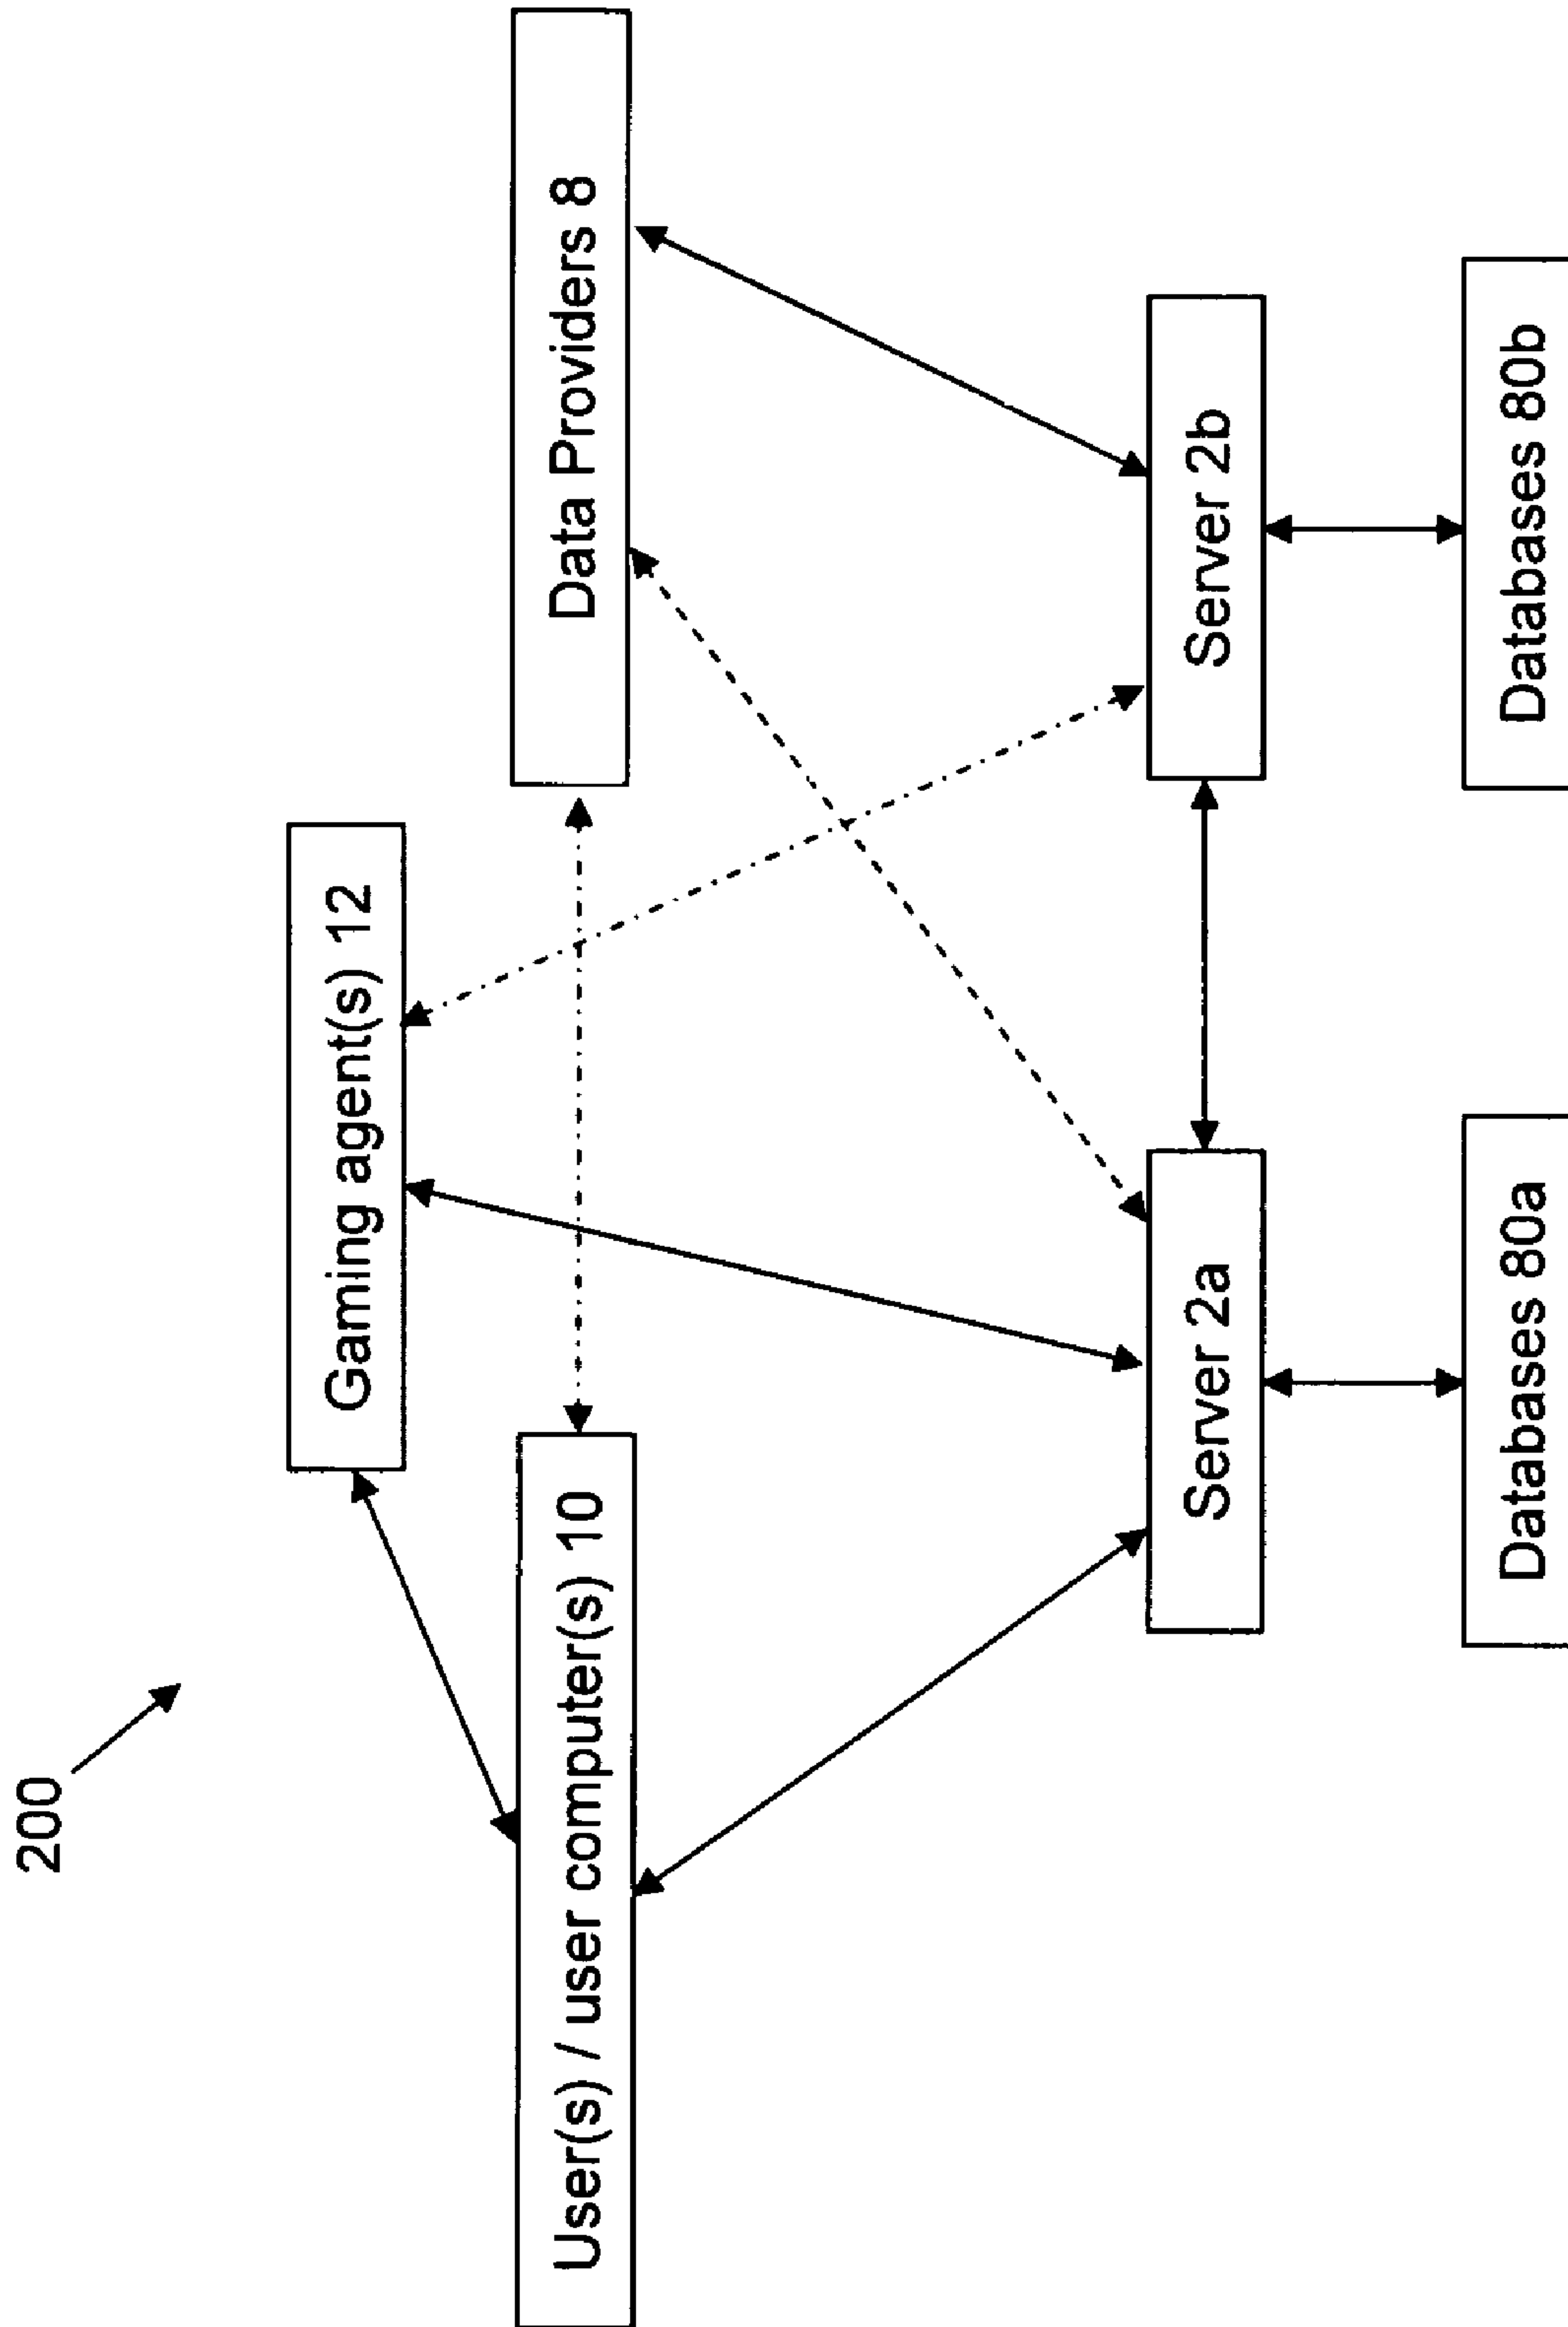 200
Gaming agent(s) 12
User(s) / user computer(s) 10
Data Providers 8
Server 2a
Server 2b
Databases 80a
Databases 80b